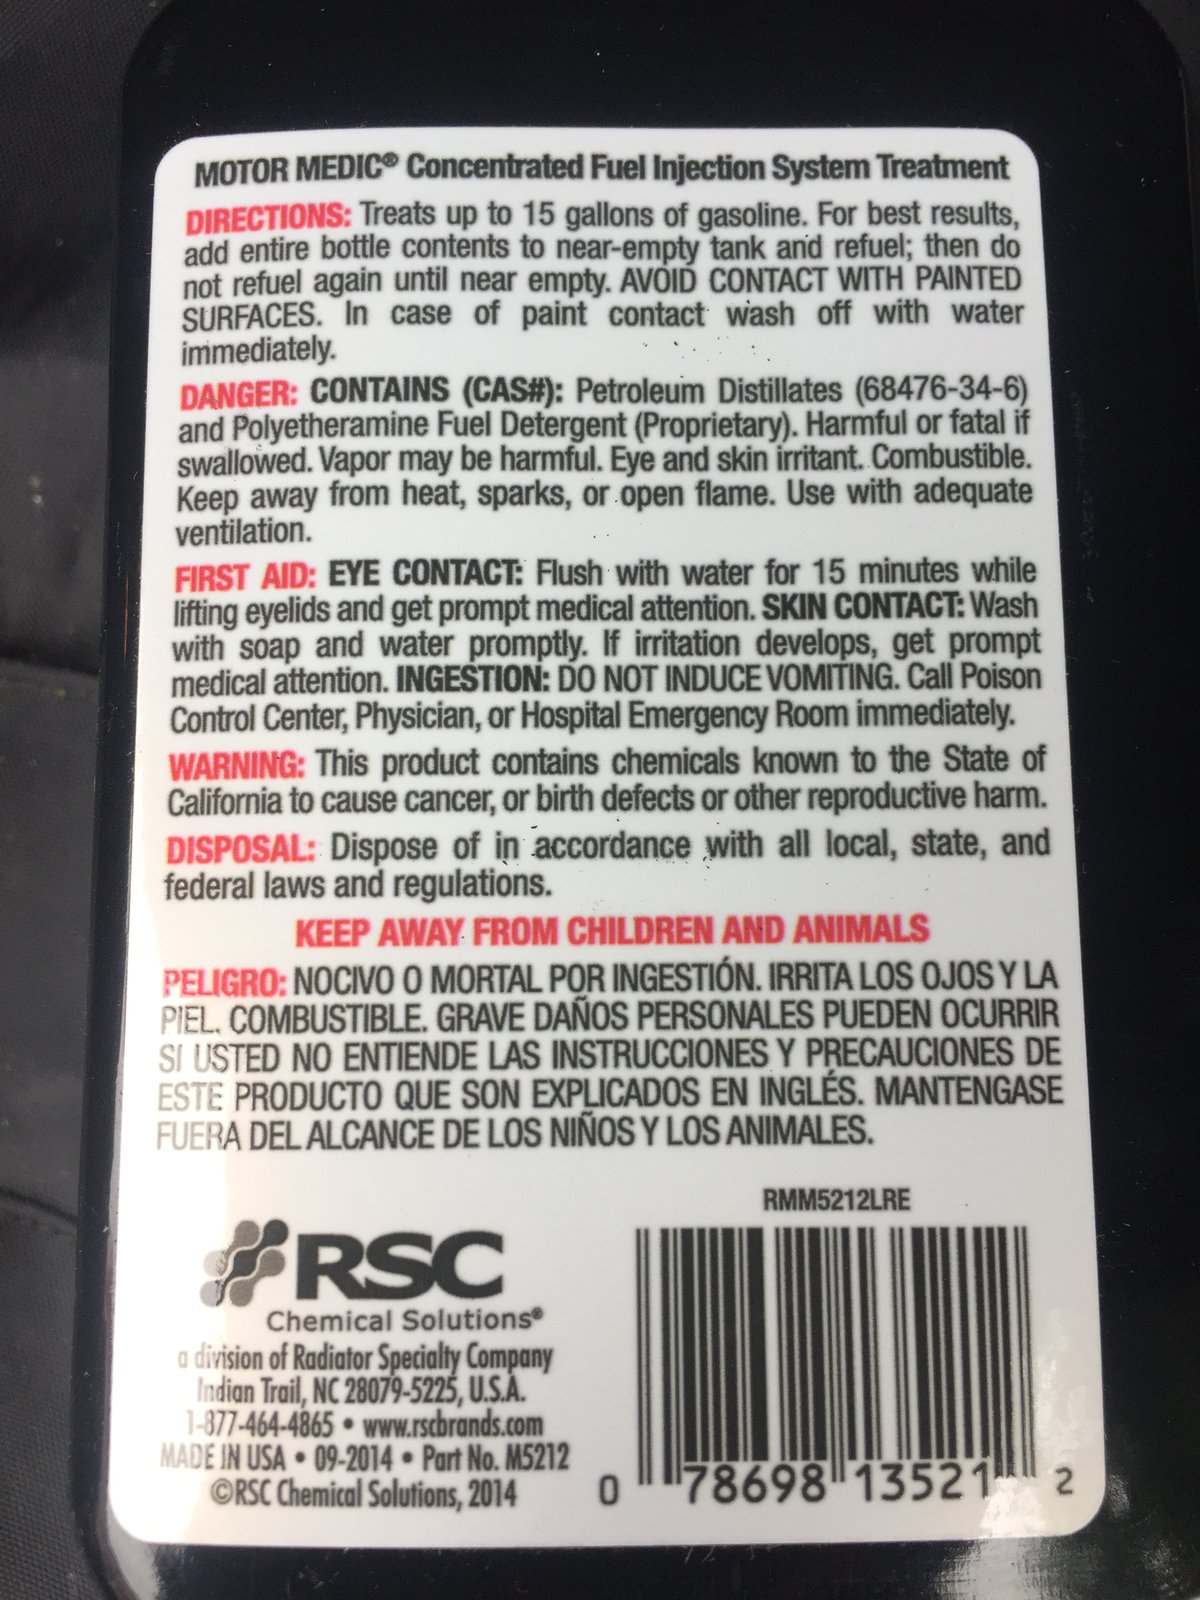 MOTOR MEDIC® Concentrated Fuel Injection System Treatment
DIRECTIONS: Treats up to 15 gallons of gasoline. For best results,
add entire bottle contents to near-empty tank and refuel; then do
not refuel again until near empty. AVOID CONTACT WITH PAINTED
SURFACES. In case of paint contact wash off with water
immediately.
DANGER: CONTAINS (CAS#): Petroleum Distillates (68476-34-6)
and Polyetheramine Fuel Detergent (Proprietary). Harmful or fatal if
swallowed. Vapor may be harmful. Eye and skin irritant. Combustible.
Keep away from heat, sparks, or open flame. Use with adequate
ventilation.
FIRST AID: EYE CONTACT: Flush with water for 15 minutes while
lifting eyelids and get prompt medical attention. SKIN CONTACT: Wash
with soap and water promptly. If irritation develops, get prompt
medical attention. INGESTION: DO NOT INDUCE VOMITING. Call Poison
Control Center, Physician, or Hospital Emergency Room immediately.
WARNING: This product contains chemicals known to the State of
California to cause cancer, or birth defects or other reproductive harm.
DISPOSAL: Dispose of in accordance with all local, state, and
federal laws and regulations.
KEEP AWAY FROM CHILDREN AND ANIMALS
PELIGRO: NOCIVO O MORTAL POR INGESTIÓN. IRRITA LOS OJOS Y LA
PIEL. COMBUSTIBLE. GRAVE DAÑOS PERSONALES PUEDEN OCURRIR
SI USTED NO ENTIENDE LAS INSTRUCCIONES Y PRECAUCIONES DE
ESTE PRODUCTO QUE SON EXPLICADOS EN INGLÉS. MANTENGASE
FUERA DEL ALCANCE DE LOS NIÑOS Y LOS ANIMALES.
RSC
Chemical Solutions®
a division of Radiator Specialty Company
Indian Trail, NC 28079-5225, U.S.A.
1-877-464-4865 • www.rscbrands.com
MADE IN USA • 09-2014 • Part No. M5212
©RSC Chemical Solutions, 2014
RMM5212LRE
0 78698 13521 2